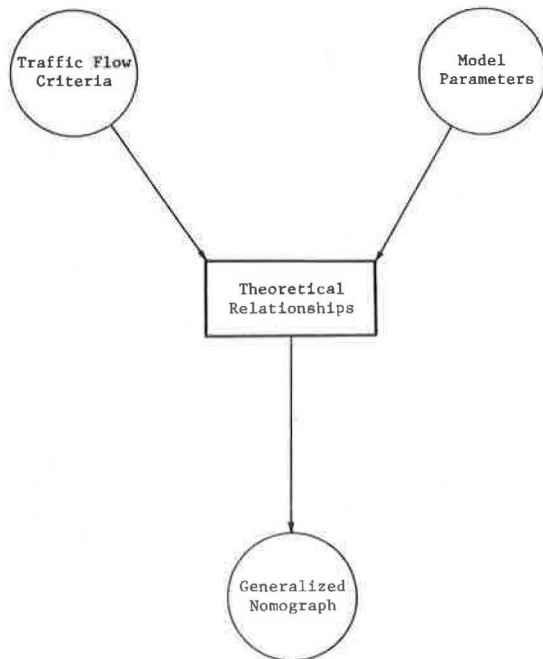 Traffic Flow
Criteria
Model
Parameters
Theoretical
Relationships
Generalized
Nomograph